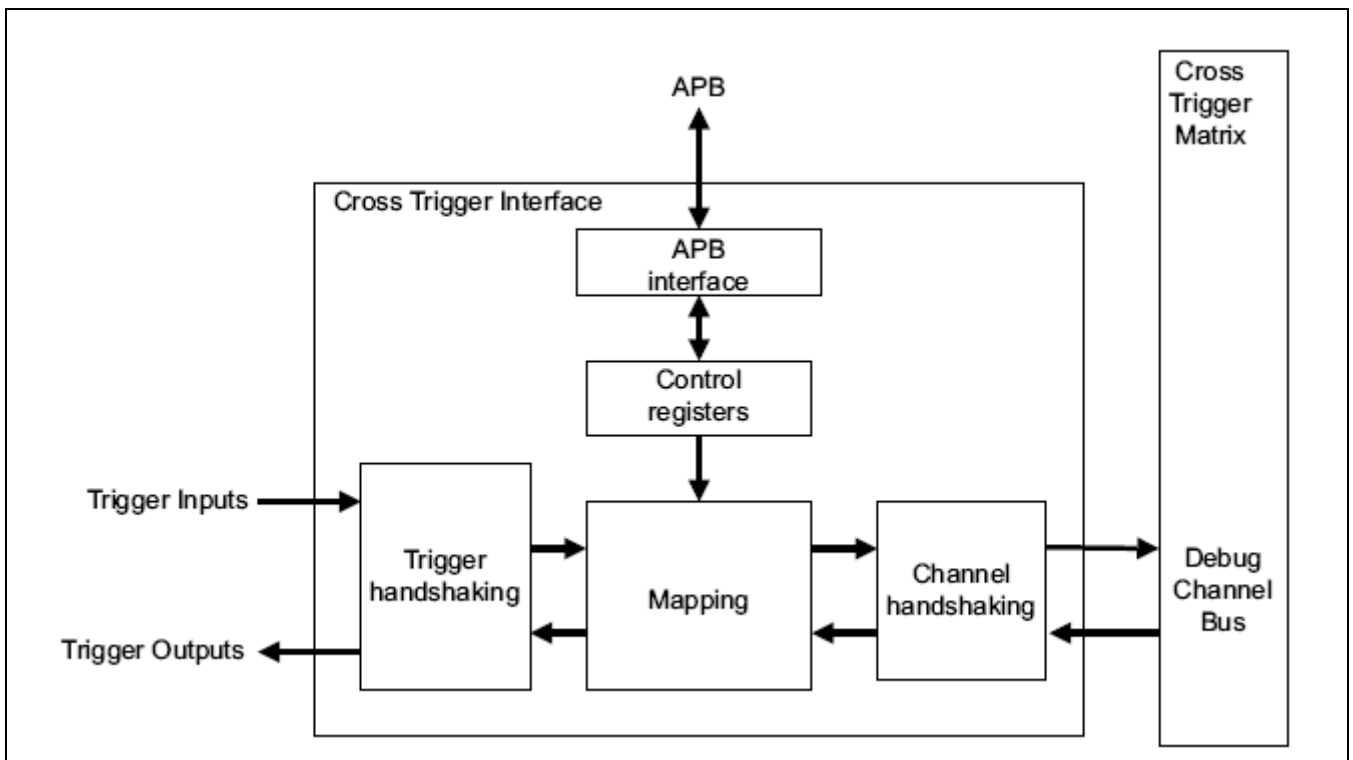 APB
Cross
Trigger
Matrix
Cross Trigger Interface
APB
interface
Control
registers
Trigger Inputs
Trigger
handshaking
Mapping
Channel
handshaking
Debug
Channel
Bus
Trigger Outputs